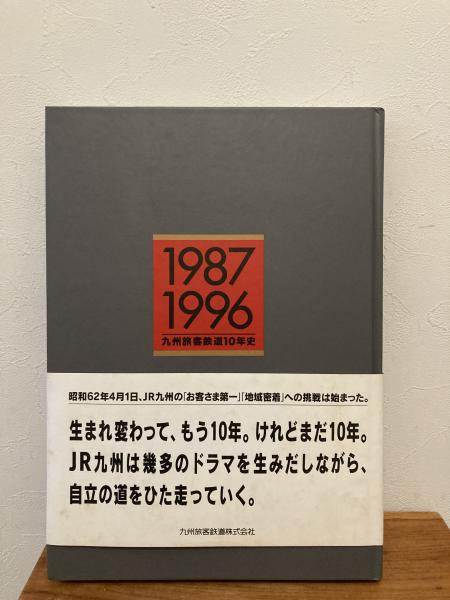 1987
1996
九州旅客鉄道10年史
昭和62年4月1日、JR九州の「お客さま第一」「地域密着」への挑戦は始まった。
生まれ変わって、もう10年。けれどまだ10年。
JR九州は幾多のドラマを生みだしながら、
自立の道をひた走っていく。
九州旅客鉄道株式会社